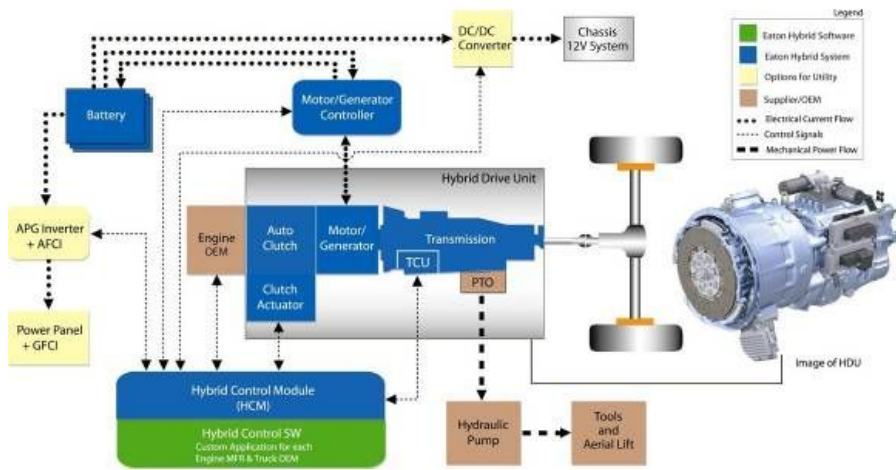 Legend
Eaton Hybrid Software
Eaton Hybrid System
Options for Utility
Supplier/OEM
Electrical Current Flow
Control Signals
Mechanical Power Flow
DC/DC
Converter
Chassis
12V System
Battery
Motor/Generator
Controller
Hybrid Drive Unit
APG Inverter
+ AFCI
Engine
OEM
Auto
Clutch
Motor/
Generator
Transmission
TCU
PTO
Clutch
Actuator
Power Panel
+ GFCI
Image of HDU
Hybrid Control Module
(HCM)
Hybrid Control SW
Custom Application for each
Engine MFR & Truck OEM
Hydraulic
Pump
Tools
and
Aerial Lift